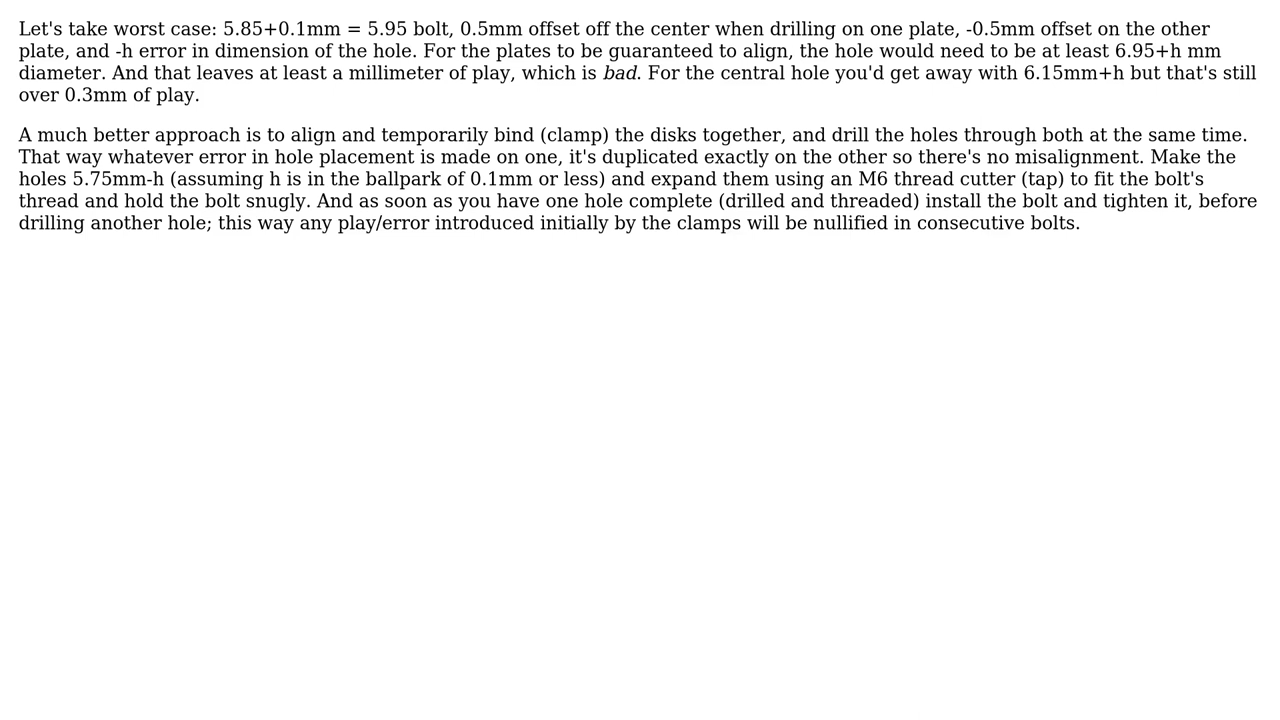 Let's take worst case: 5.85+0.1mm = 5.95 bolt, 0.5mm offset off the center when drilling on one plate, -0.5mm offset on the other
plate, and -h error in dimension of the hole. For the plates to be guaranteed to align, the hole would need to be at least 6.95+h mm
diameter. And that leaves at least a millimeter of play, which is bad. For the central hole you'd get away with 6.15mm+h but that's still
over 0.3mm of play.
A much better approach is to align and temporarily bind (clamp) the disks together, and drill the holes through both at the same time.
That way whatever error in hole placement is made on one, it's duplicated exactly on the other so there's no misalignment. Make the
holes 5.75mm-h (assuming h is in the ballpark of 0.1mm or less) and expand them using an M6 thread cutter (tap) to fit the bolt's
thread and hold the bolt snugly. And as soon as you have one hole complete (drilled and threaded) install the bolt and tighten it, before
drilling another hole; this way any play/error introduced initially by the clamps will be nullified in consecutive bolts.